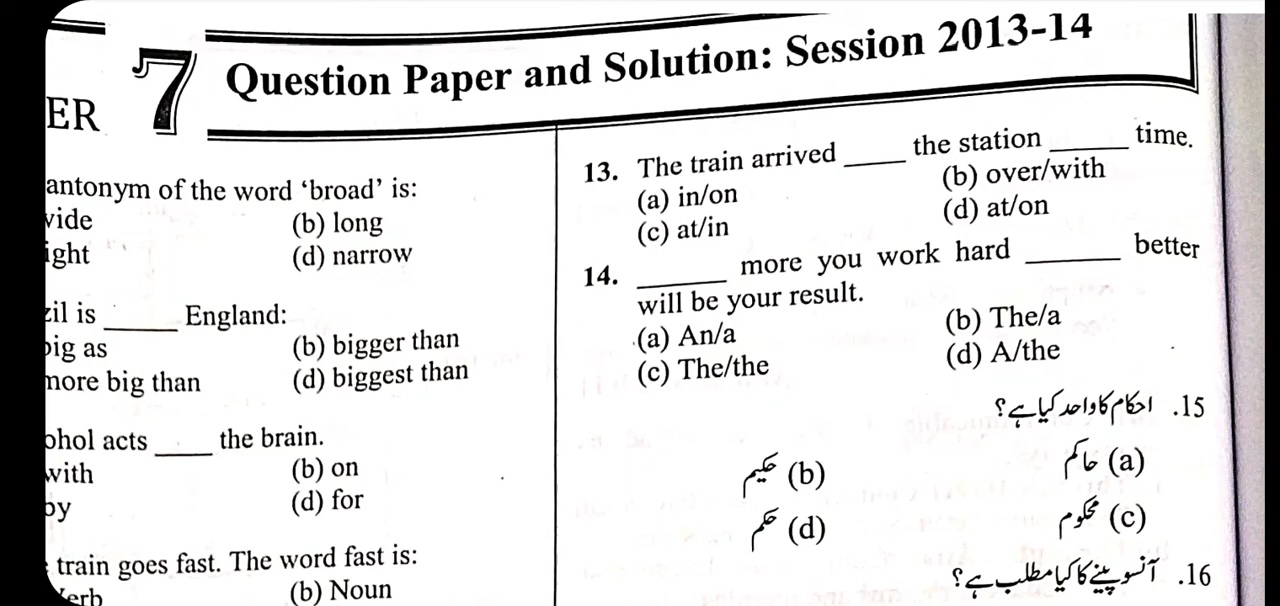 ER 7 Question Paper and Solution: Session 2013-14
antonym of the word ‘broad’ is:
vide (b) long
ight (d) narrow
zil is ______ England:
big as (b) bigger than
more big than (d) biggest than
ohol acts ____ the brain.
with (b) on
by (d) for
train goes fast. The word fast is:
Verb (b) Noun
13. The train arrived ____ the station _____ time.
(a) in/on (b) over/with
(c) at/in (d) at/on
14. ______ more you work hard ______ better
will be your result.
(a) An/a (b) The/a
(c) The/the (d) A/the
15. احکام کا واحد کیا ہے؟
(a) حاکم (b) حکیم
(c) محکوم (d) حکم
16. آنسو پینے کا کیا مطلب ہے؟